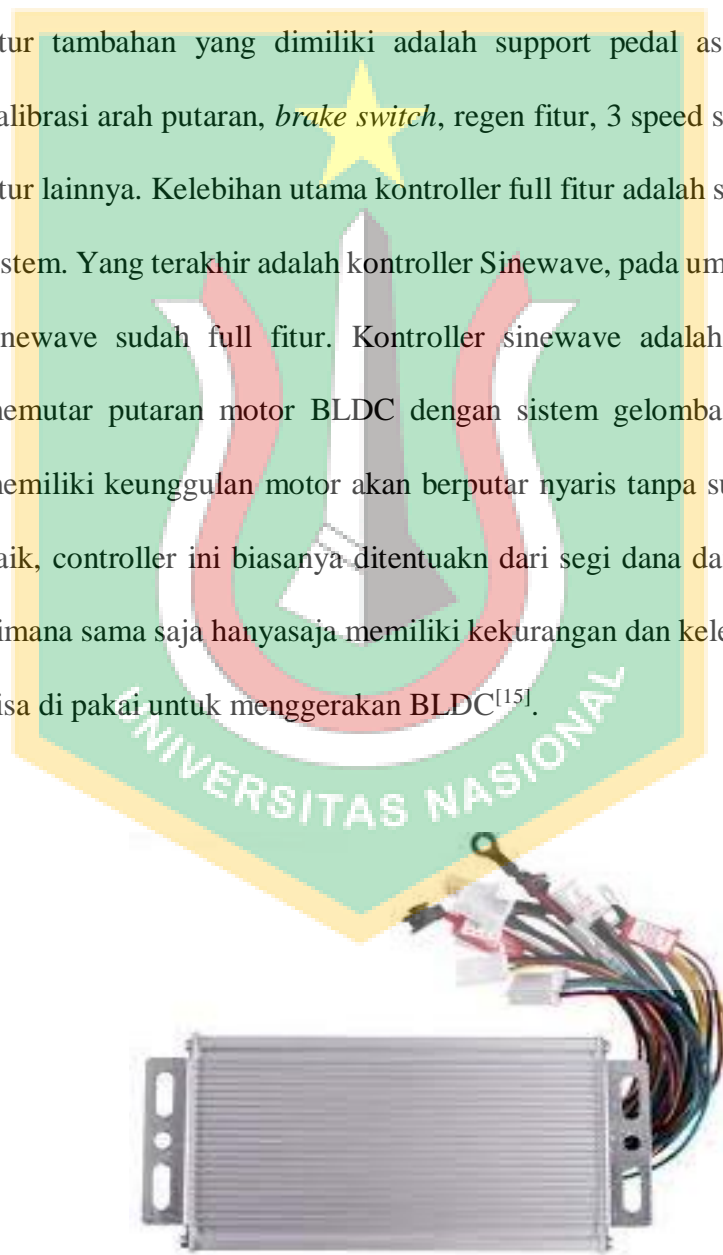 tur tambahan yang dimiliki adalah support pedal as
alibrasi arah putaran, brake switch, regen fitur, 3 speed s
tur lainnya. Kelebihan utama kontroller full fitur adalah s
stem. Yang terakhir adalah kontroller Sinewave, pada um
newave sudah full fitur. Kontroller sinewave adalah
nemutar putaran motor BLDC dengan sistem gelomba
nemiliki keunggulan motor akan berputar nyaris tanpa su
aik, controller ini biasanya ditentuakn dari segi dana da
imana sama saja hanyasaja memiliki kekurangan dan kele
isa di pakai untuk menggerakan BLDC[15].
UNIVERSITAS NASIONAL